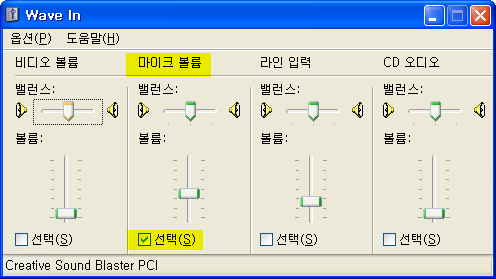 Wave In
옵션(P) 도움말(H)
비디오 볼륨 마이크 볼륨 라인 입력 CD 오디오
밸런스: 밸런스: 밸런스: 밸런스:
볼륨: 볼륨: 볼륨: 볼륨:
선택(S) 선택(S) 선택(S) 선택(S)
Creative Sound Blaster PCI